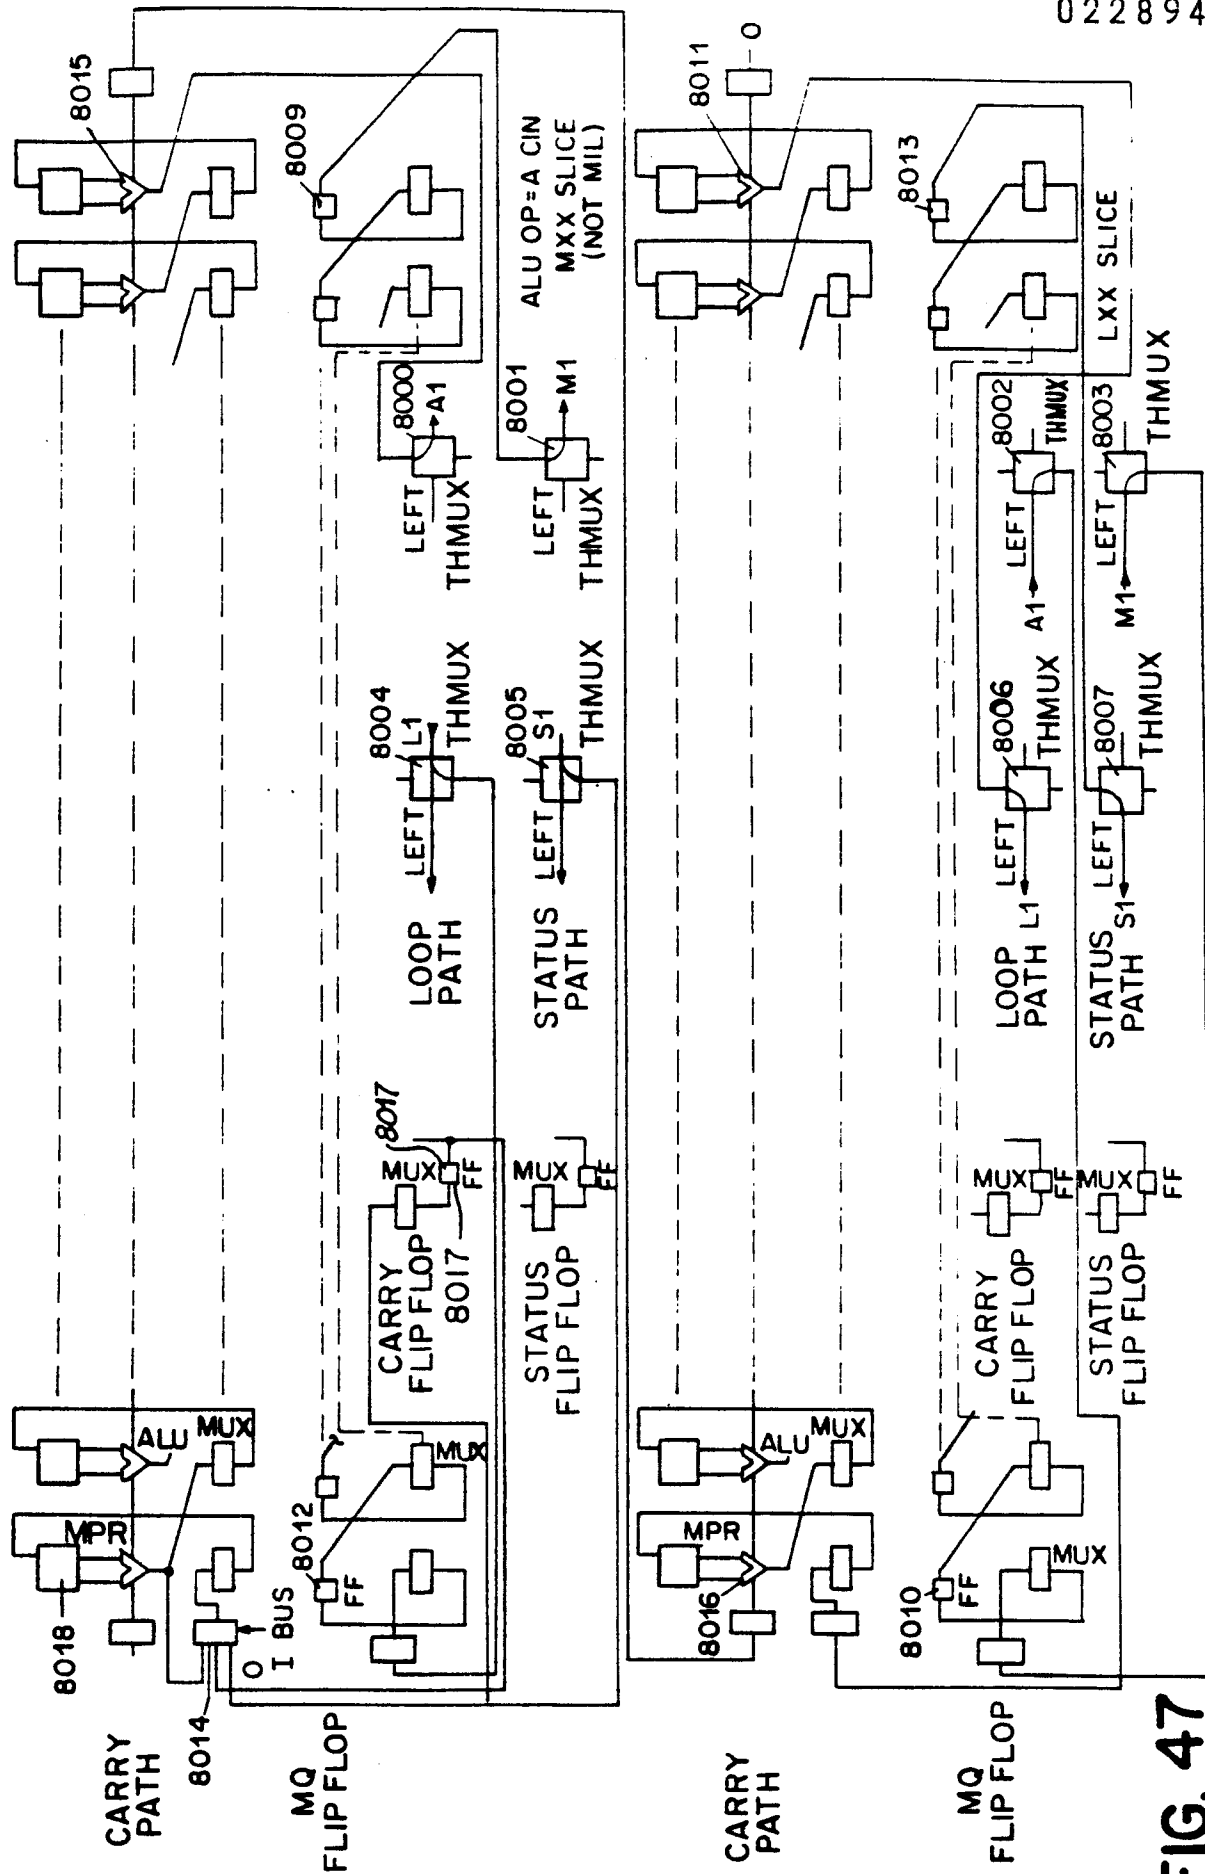 022894
CARRY
PATH
8018
MPR
ALU
MUX
8015
8014
O
I BUS
MQ
FLIP FLOP
8012
FF
MUX
CARRY
FLIP FLOP
8017
MUX
8017
FF
STATUS
FLIP FLOP
MUX
FF
LOOP
PATH
LEFT
8004
L1
THMUX
STATUS
PATH
LEFT
8005
S1
THMUX
LEFT
8000
A1
THMUX
LEFT
8001
M1
THMUX
8009
ALU OP=A CIN
MXX SLICE
(NOT MIL)
CARRY
PATH
8016
MPR
ALU
MUX
8011
O
MQ
FLIP FLOP
8010
FF
MUX
CARRY
FLIP FLOP
MUX
FF
STATUS
FLIP FLOP
MUX
FF
LOOP
PATH
L1
LEFT
8006
THMUX
STATUS
PATH
S1
LEFT
8007
THMUX
A1
LEFT
8002
THMUX
M1
LEFT
8003
THMUX
8013
LXX SLICE
FIG. 47